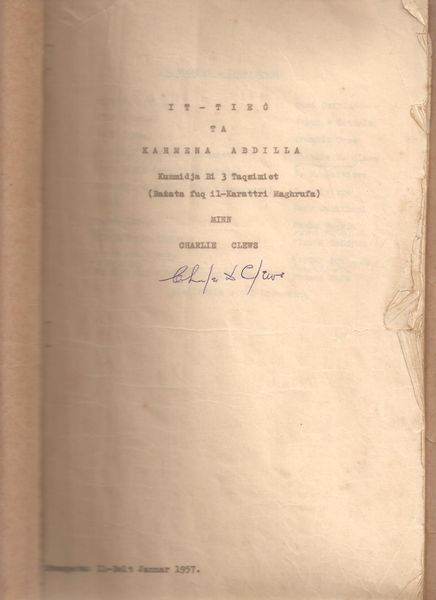 IT-TIEĠ
TA
KARMENA ABDILLA
Kummidja Bi 3 Taqsimiet
(Bażata fuq il-Karattri Magħrufa)
MINN
CHARLIE CLEWS
Charlie Clews
Il-Belt Jannar 1957.